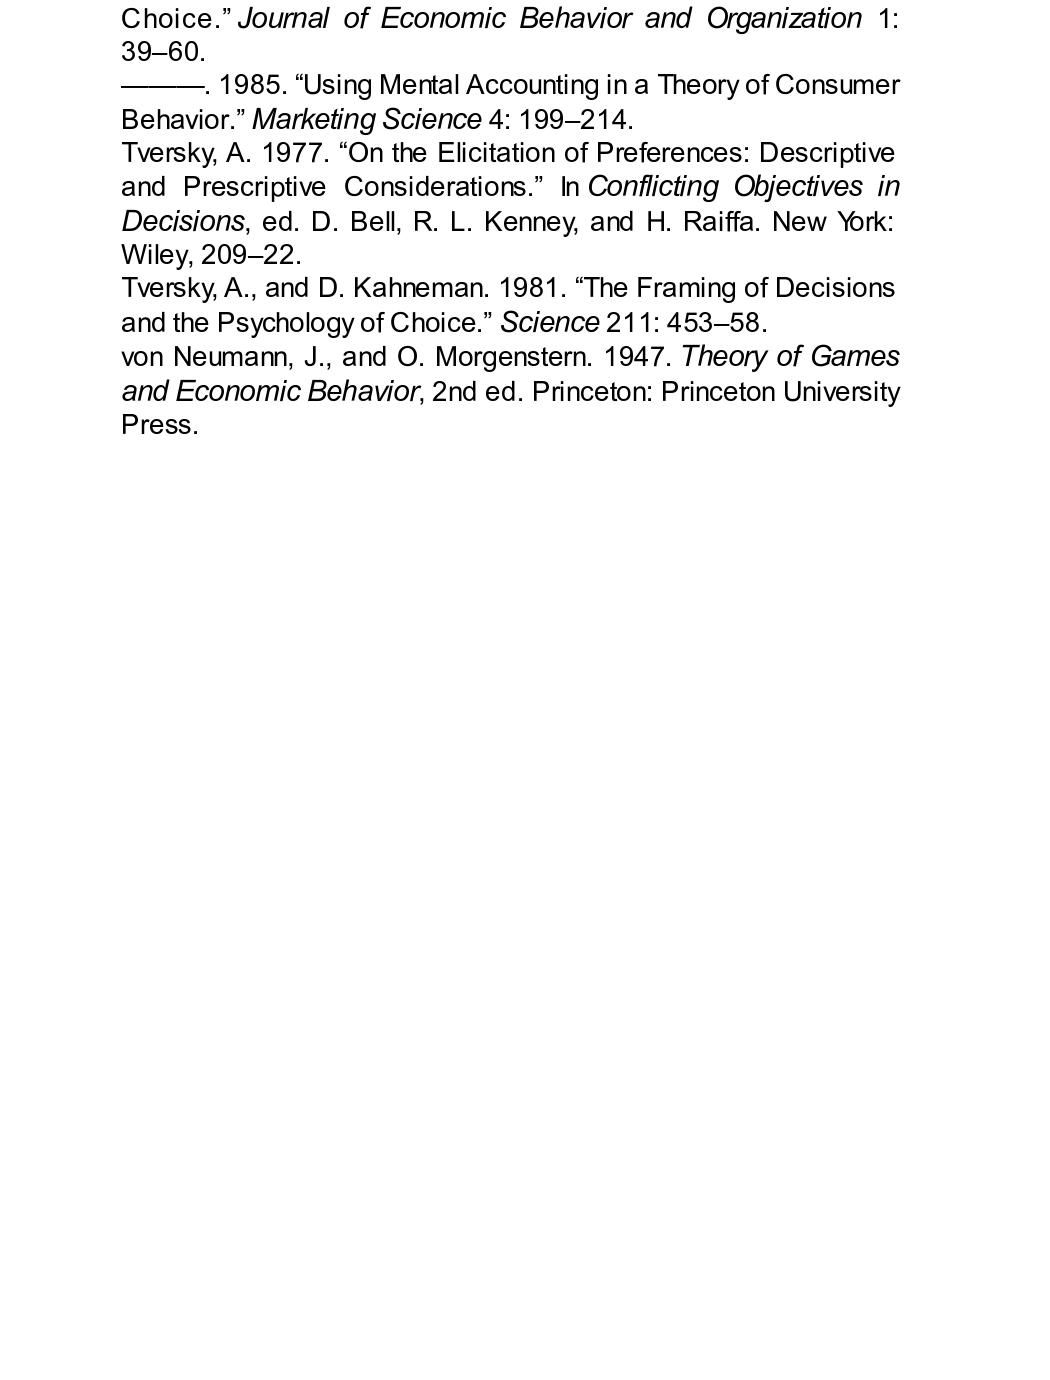 Choice.” Journal of Economic Behavior and Organization 1:
39–60.
———. 1985. “Using Mental Accounting in a Theory of Consumer
Behavior.” Marketing Science 4: 199–214.
Tversky, A. 1977. “On the Elicitation of Preferences: Descriptive
and Prescriptive Considerations.” In Conflicting Objectives in
Decisions, ed. D. Bell, R. L. Kenney, and H. Raiffa. New York:
Wiley, 209–22.
Tversky, A., and D. Kahneman. 1981. “The Framing of Decisions
and the Psychology of Choice.” Science 211: 453–58.
von Neumann, J., and O. Morgenstern. 1947. Theory of Games
and Economic Behavior, 2nd ed. Princeton: Princeton University
Press.